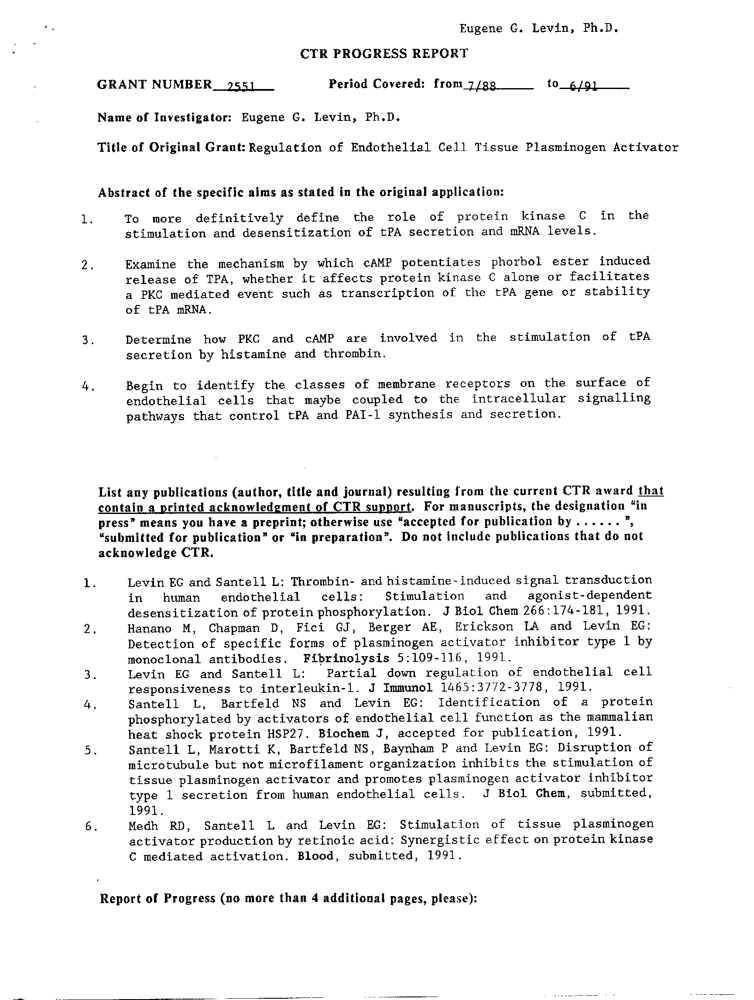 Eugene G. Levin, Ph.D.
CTR PROGRESS REPORT
GRANT NUMBER 2551 Period Covered: from 7/88 to 6/91
Name of Investigator: Eugene G. Levin, Ph.D.
Title of Original Grant: Regulation of Endothelial Cell Tissue Plasminogen Activator
Abstract of the specific aims as stated in the original application:
1. To more definitively define the role of protein kinase C in the
stimulation and desensitization of tPA secretion and mRNA levels.
2. Examine the mechanism by which cAMP potentiates phorbol ester induced
release of TPA, whether it affects protein kinase C alone or facilitates
a PKC mediated event such as transcription of the tPA gene or stability
of tPA mRNA.
3. Determine how PKC and cAMP are involved in the stimulation of tPA
secretion by histamine and thrombin.
4. Begin to identify the classes of membrane receptors on the surface of
endothelial cells that maybe coupled to the intracellular signalling
pathways that control tPA and PAI-1 synthesis and secretion.
List any publications (author, title and journal) resulting from the current CTR award that
contain a printed acknowledgment of CTR support. For manuscripts, the designation "in
press" means you have a preprint; otherwise use "accepted for publication by . . . . . . ",
"submitted for publication" or "in preparation". Do not include publications that do not
acknowledge CTR.
1. Levin EG and Santell L: Thrombin- and histamine-induced signal transduction
in human endothelial cells: Stimulation and agonist-dependent
desensitization of protein phosphorylation. J Biol Chem 266:174-181, 1991.
2. Hanano M, Chapman D, Fici GJ, Berger AE, Erickson LA and Levin EG:
Detection of specific forms of plasminogen activator inhibitor type 1 by
monoclonal antibodies. Fibrinolysis 5:109-116, 1991.
3. Levin EG and Santell L: Partial down regulation of endothelial cell
responsiveness to interleukin-1. J Immunol 1465:3772-3778, 1991.
4. Santell L, Bartfeld NS and Levin EG: Identification of a protein
phosphorylated by activators of endothelial cell function as the mammalian
heat shock protein HSP27. Biochem J, accepted for publication, 1991.
5. Santell L, Marotti K, Bartfeld NS, Baynham P and Levin EG: Disruption of
microtubule but not microfilament organization inhibits the stimulation of
tissue plasminogen activator and promotes plasminogen activator inhibitor
type 1 secretion from human endothelial cells. J Biol Chem, submitted,
1991.
6. Medh RD, Santell L and Levin EG: Stimulation of tissue plasminogen
activator production by retinoic acid: Synergistic effect on protein kinase
C mediated activation. Blood, submitted, 1991.
Report of Progress (no more than 4 additional pages, please):